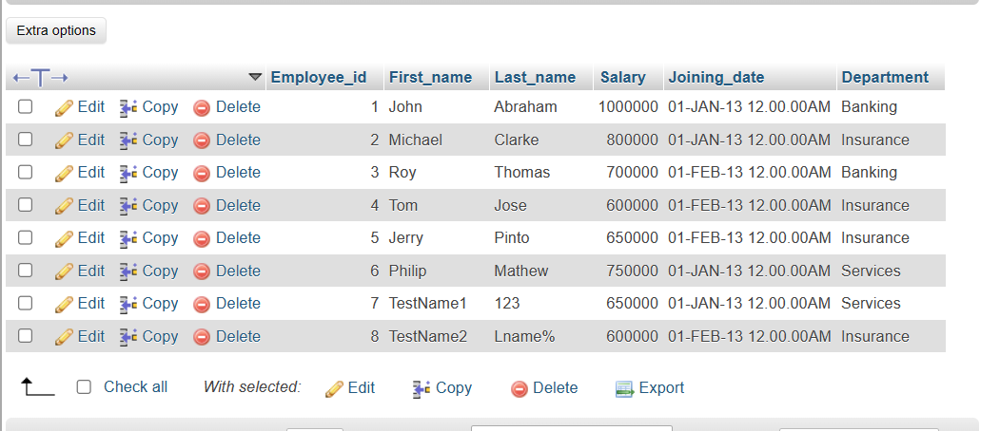 Extra options
Employee_id First_name Last_name Salary Joining_date Department
Edit Copy Delete 1 John Abraham 1000000 01-JAN-13 12.00.00AM Banking
Edit Copy Delete 2 Michael Clarke 800000 01-JAN-13 12.00.00AM Insurance
Edit Copy Delete 3 Roy Thomas 700000 01-FEB-13 12.00.00AM Banking
Edit Copy Delete 4 Tom Jose 600000 01-FEB-13 12.00.00AM Insurance
Edit Copy Delete 5 Jerry Pinto 650000 01-FEB-13 12.00.00AM Insurance
Edit Copy Delete 6 Philip Mathew 750000 01-JAN-13 12.00.00AM Services
Edit Copy Delete 7 TestName1 123 650000 01-JAN-13 12.00.00AM Services
Edit Copy Delete 8 TestName2 Lname% 600000 01-FEB-13 12.00.00AM Insurance
Check all With selected: Edit Copy Delete Export